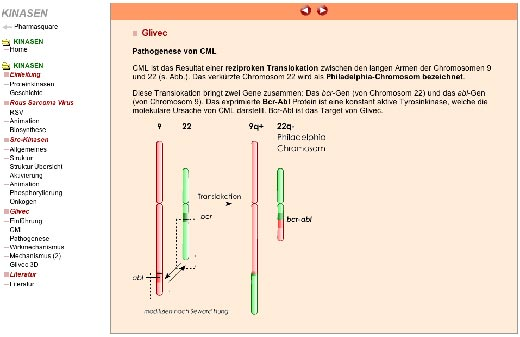 KINASEN
Pharmasquare
KINASEN
Home
KINASEN
Einleitung
Proteinkinasen
Geschichte
Rous Sarcoma Virus
RSV
Animation
Biosynthese
Src-Kinasen
Allgemeines
Struktur
Struktur Übersicht
Aktivierung
Animation
Phosphorylierung
Onkogen
Glivec
Einführung
CML
Pathogenese
Wirkmechanismus
Mechanismus (2)
Glivec 3D
Literatur
Literatur
Glivec
Pathogenese von CML
CML ist das Resultat einer reziproken Translokation zwischen den langen Armen der Chromosomen 9
und 22 (s. Abb.). Das verkürzte Chromosom 22 wird als Philadelphia-Chromosom bezeichnet.
Diese Translokation bringt zwei Gene zusammen: Das bcr-Gen (von Chromosom 22) und das abl-Gen
(von Chromosom 9). Das exprimierte Bcr-Abl Protein ist eine konstant aktive Tyrosinkinase, welche die
molekulare Ursache von CML darstellt. Bcr-Abl ist das Target von Glivec.
9 22 9q+ 22q-
Philadelphia
Chromosom
Translokation
bcr
bcr-abl
abl
modifiziert nach